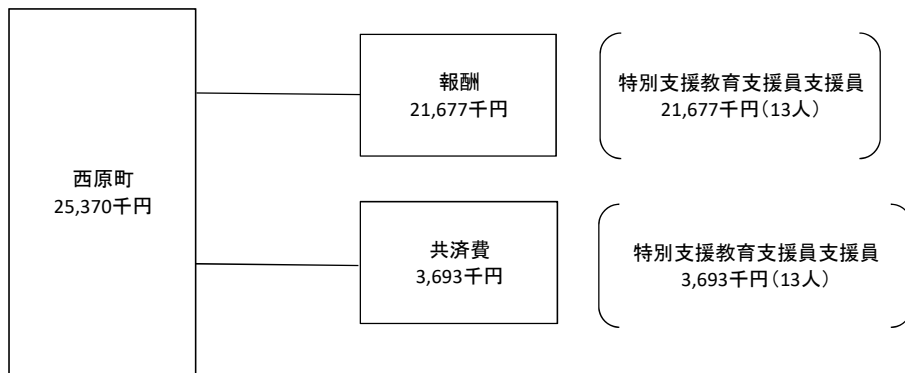 西原町
25,370千円
報酬
21,677千円
特別支援教育支援員支援員
21,677千円(13人)
共済費
3,693千円
特別支援教育支援員支援員
3,693千円(13人)